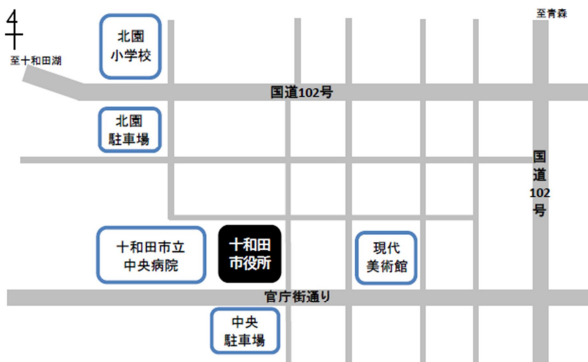 至青森
北園
小学校
至十和田湖
国道102号
北園
駐車場
国
道
102
号
十和田市立
中央病院
十和田
市役所
現代
美術館
官庁街通り
中央
駐車場